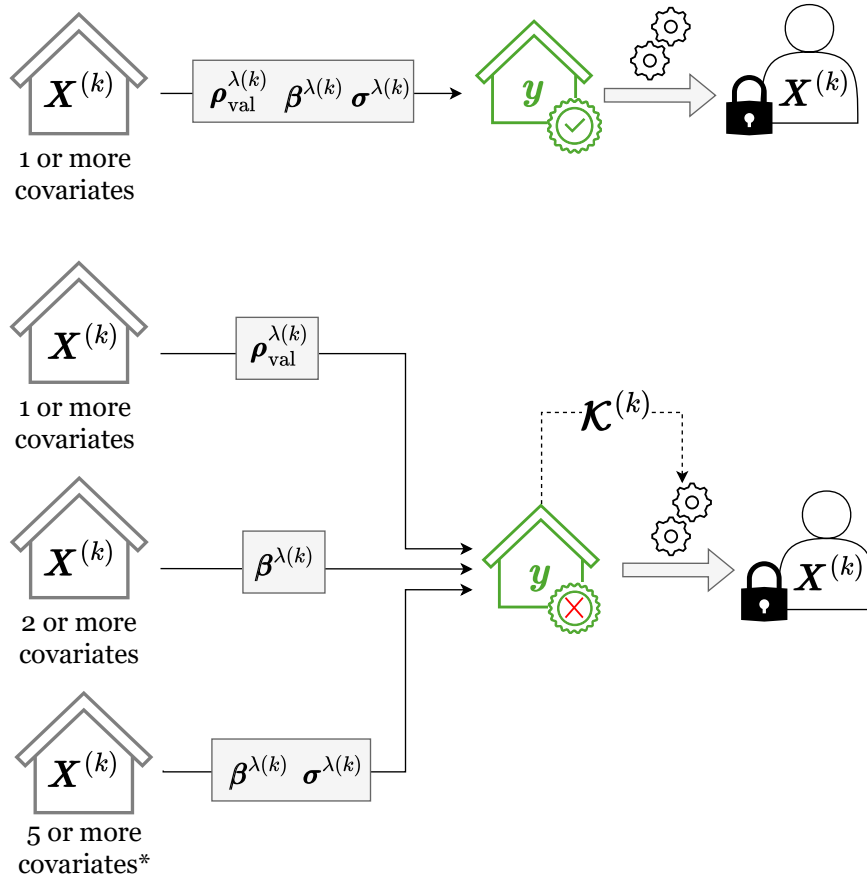 𝑿^(k)
𝝆_val^λ(k) 𝜷^λ(k) 𝝈^λ(k)
𝒚
𝑿^(k)
1 or more
covariates
𝑿^(k)
𝝆_val^λ(k)
1 or more
covariates
𝓚^(k)
𝑿^(k)
𝜷^λ(k)
𝒚
𝑿^(k)
2 or more
covariates
𝑿^(k)
𝜷^λ(k) 𝝈^λ(k)
5 or more
covariates*